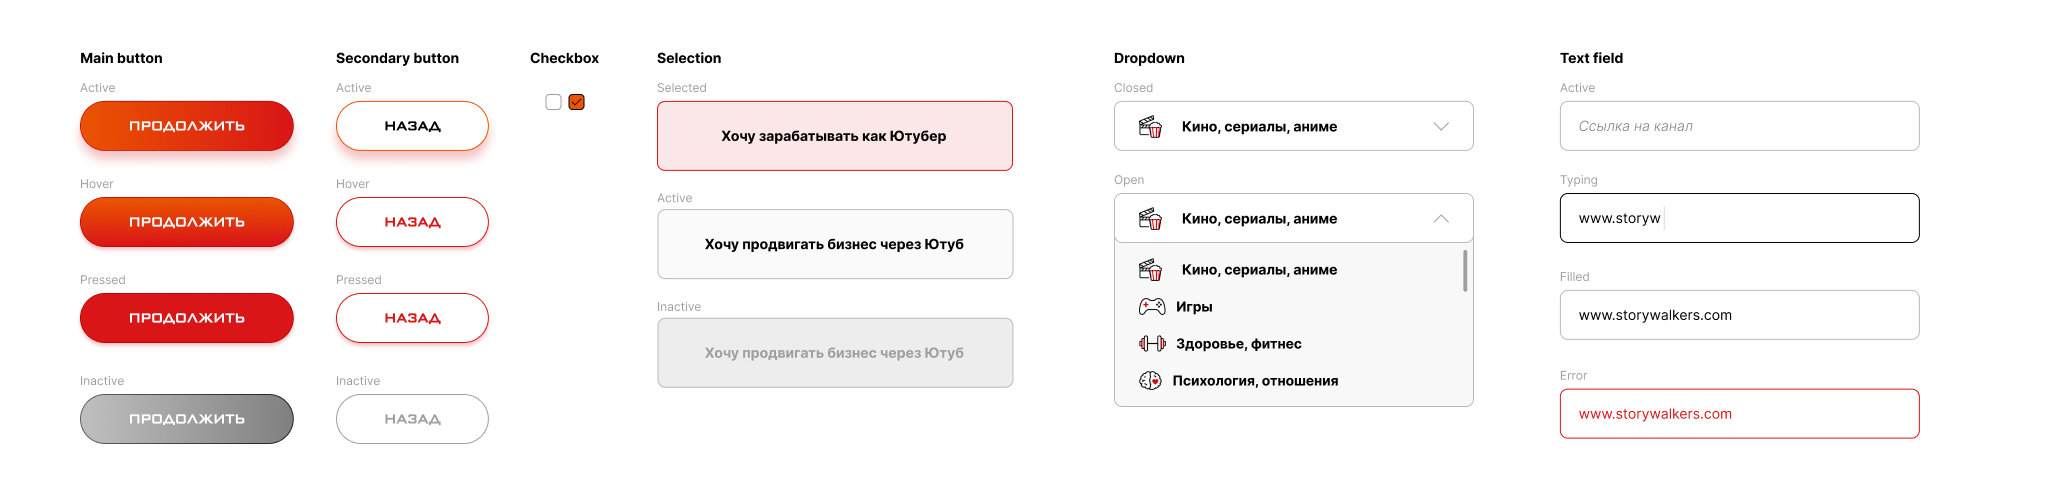 Main button
Active
ПРОДОЛЖИТЬ
Hover
ПРОДОЛЖИТЬ
Pressed
ПРОДОЛЖИТЬ
Inactive
ПРОДОЛЖИТЬ
Secondary button
Active
НАЗАД
Hover
НАЗАД
Pressed
НАЗАД
Inactive
НАЗАД
Checkbox
Selection
Selected
Хочу зарабатывать как Ютубер
Active
Хочу продвигать бизнес через Ютуб
Inactive
Хочу продвигать бизнес через Ютуб
Dropdown
Closed
Кино, сериалы, аниме
Open
Кино, сериалы, аниме
Кино, сериалы, аниме
Игры
Здоровье, фитнес
Психология, отношения
Text field
Active
Ссылка на канал
Typing
www.storyw
Filled
www.storywalkers.com
Error
www.storywalkers.com